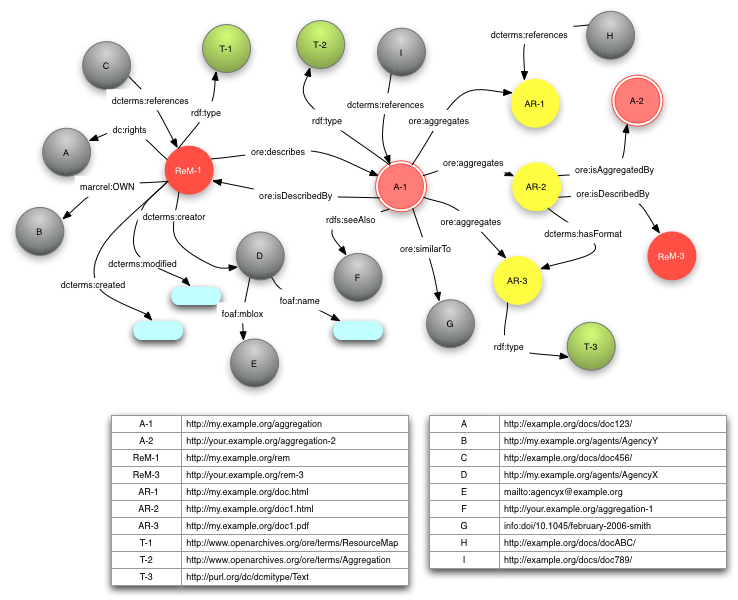 H
dcterms:references
T-1
T-2
I
C
A-2
dcterms:references
dcterms:references
AR-1
rdf:type
rdf:type
ore:aggregates
dc:rights
A
ore:describes
ore:aggregates
ore:isAggregatedBy
ReM-1
A-1
AR-2
marcrel:OWN
ore:isDescribedBy
ore:isDescribedBy
dcterms:creator
rdfs:seeAlso
ore:aggregates
B
dcterms:hasFormat
ore:similarTo
D
ReM-3
dcterms:modified
F
AR-3
dcterms:created
foaf:name
foaf:mblox
G
rdf:type
T-3
E
A-1 http://my.example.org/aggregation
A-2 http://your.example.org/aggregation-2
ReM-1 http://my.example.org/rem
ReM-3 http://your.example.org/rem-3
AR-1 http://my.example.org/doc.html
AR-2 http://my.example.org/doc1.html
AR-3 http://my.example.org/doc1.pdf
T-1 http://www.openarchives.org/ore/terms/ResourceMap
T-2 http://www.openarchives.org/ore/terms/Aggregation
T-3 http://purl.org/dc/dcmitype/Text
A http://example.org/docs/doc123/
B http://my.example.org/agents/AgencyY
C http://example.org/docs/doc456/
D http://my.example.org/agents/AgencyX
E mailto:agencyx@example.org
F http://your.example.org/aggregation-1
G info:doi/10.1045/february-2006-smith
H http://example.org/docs/docABC/
I http://example.org/docs/doc789/